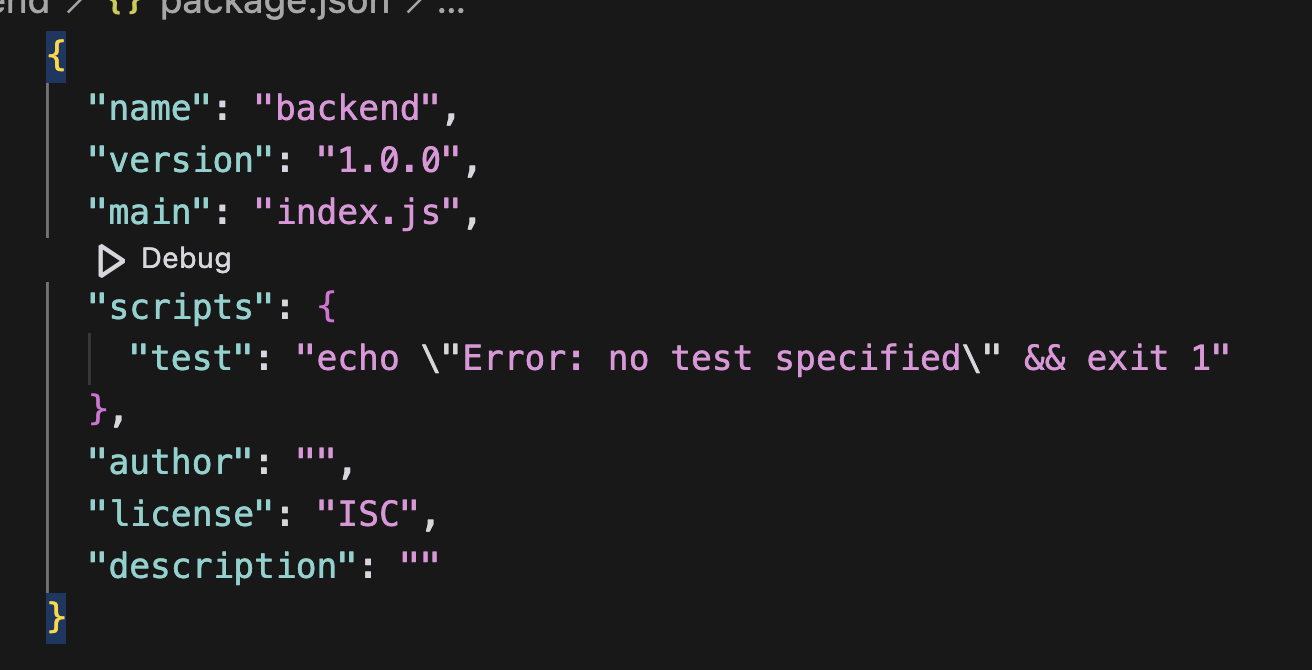 package.json > ...
{
"name": "backend",
"version": "1.0.0",
"main": "index.js",
Debug
"scripts": {
"test": "echo \"Error: no test specified\" && exit 1"
},
"author": "",
"license": "ISC",
"description": ""
}